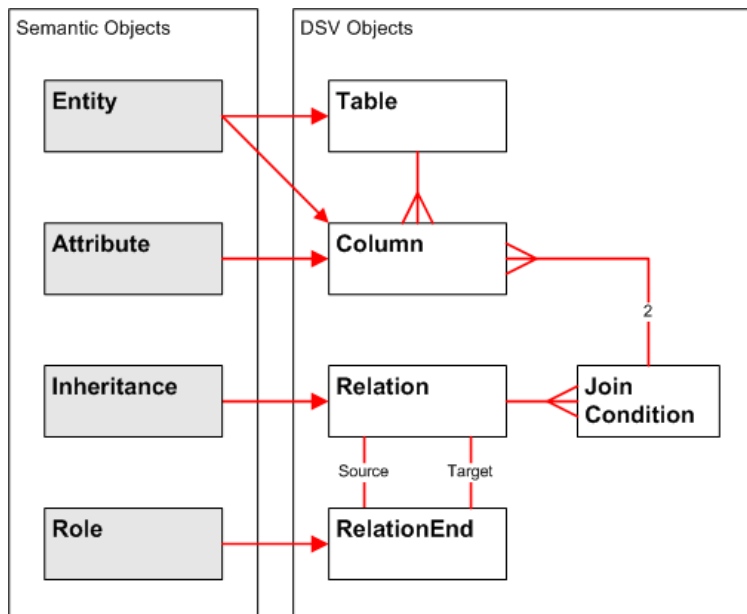 Semantic Objects
DSV Objects
Entity
Table
Attribute
Column
2
Inheritance
Relation
Join
Condition
Source
Target
Role
RelationEnd